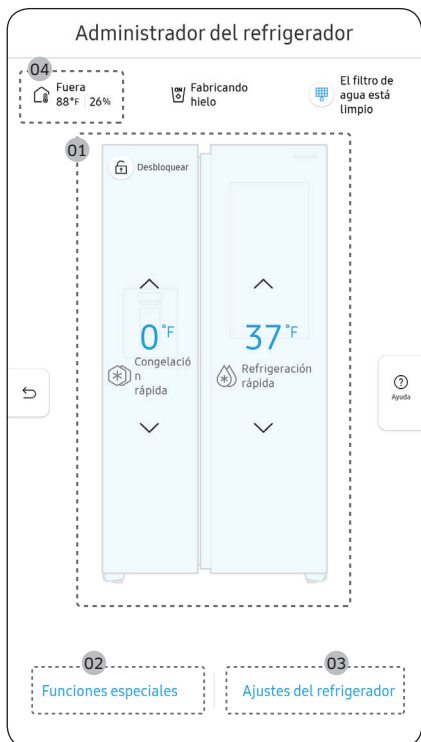 Administrador del refrigerador
04
Fuera
88°F | 26%
ON
Fabricando
hielo
El filtro de
agua está
limpio
01
Desbloquear
0°F
Congelació
n
rápida
37°F
Refrigeración
rápida
?
Ayuda
02
Funciones especiales
03
Ajustes del refrigerador